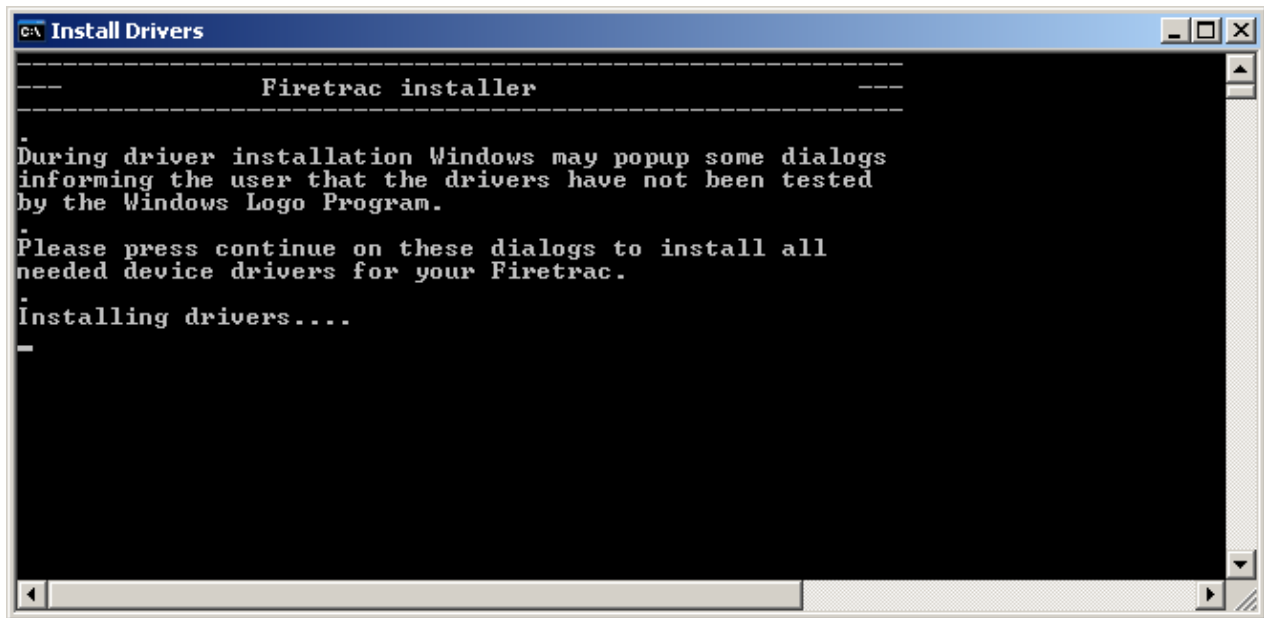 Install Drivers
----------------------------------------------------------
---             Firetrac installer                     ---
----------------------------------------------------------
.
During driver installation Windows may popup some dialogs
informing the user that the drivers have not been tested
by the Windows Logo Program.
.
Please press continue on these dialogs to install all
needed device drivers for your Firetrac.
.
Installing drivers....